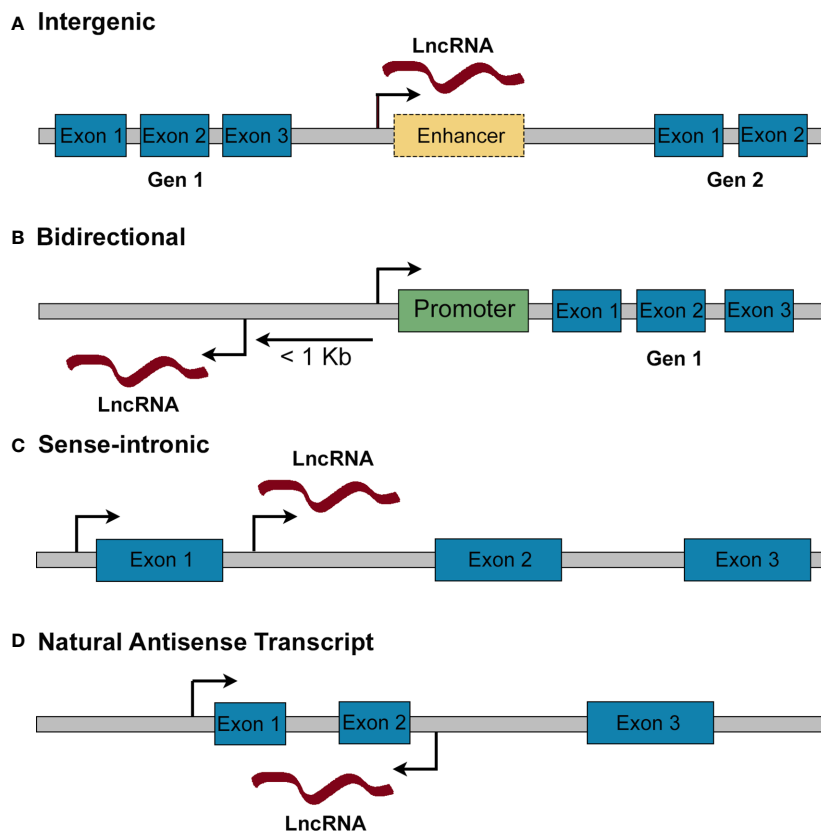 A Intergenic
LncRNA
Exon 1 Exon 2 Exon 3 Enhancer Exon 1 Exon 2
Gen 1 Gen 2
B Bidirectional
Promoter Exon 1 Exon 2 Exon 3
< 1 Kb Gen 1
LncRNA
C Sense-intronic
LncRNA
Exon 1 Exon 2 Exon 3
D Natural Antisense Transcript
Exon 1 Exon 2 Exon 3
LncRNA